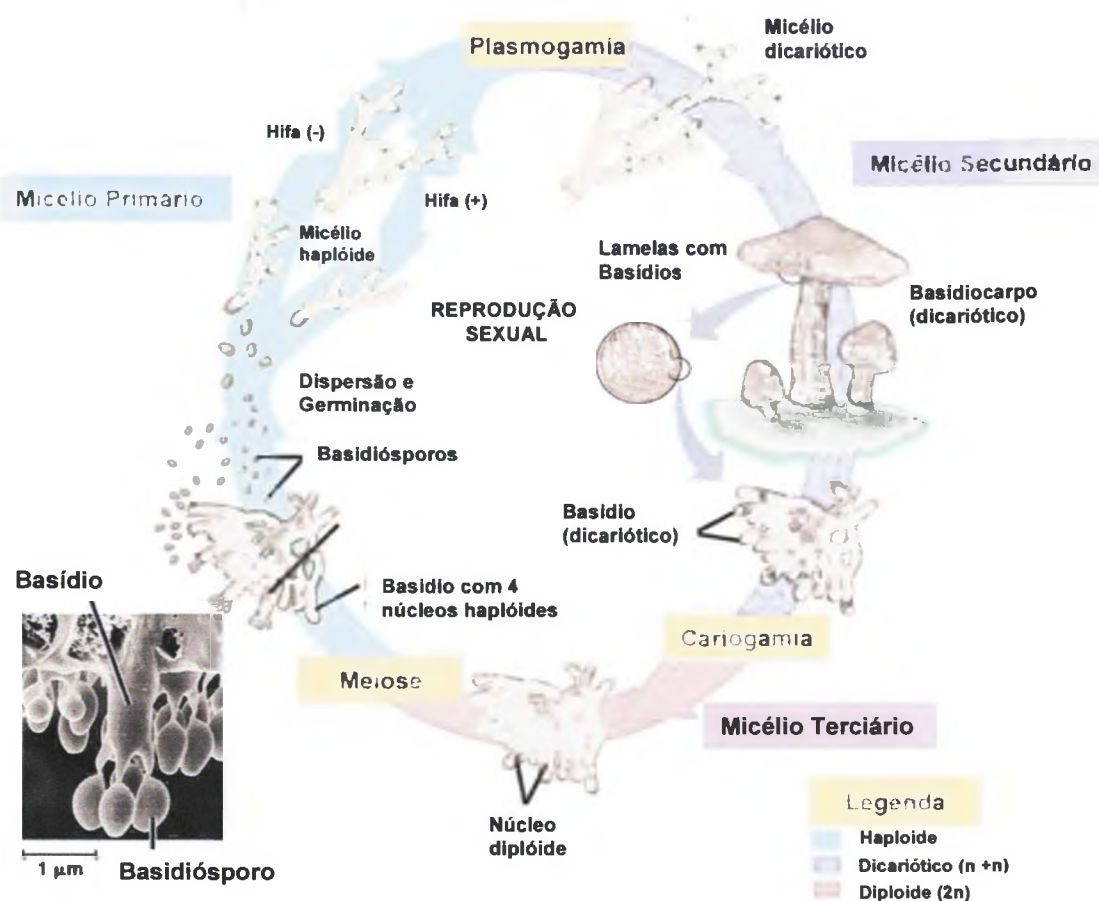 Plasmogamia
Micélio
dicariótico
Hifa (-)
Micélio Secundário
Micélio Primário
Hifa (+)
Micélio
haplóide
Lamelas com
Basídios
Basidiocarpo
(dicariótico)
REPRODUÇÃO
SEXUAL
Dispersão e
Germinação
Basidiósporos
Basídio
(dicariótico)
Basídio
Basidio com 4
núcleos haplóides
Cariogamia
Meiose
Micélio Terciário
Núcleo
diplóide
Legenda
Haploide
Dicariótico (n +n)
Diploide (2n)
1 µm
Basidiósporo